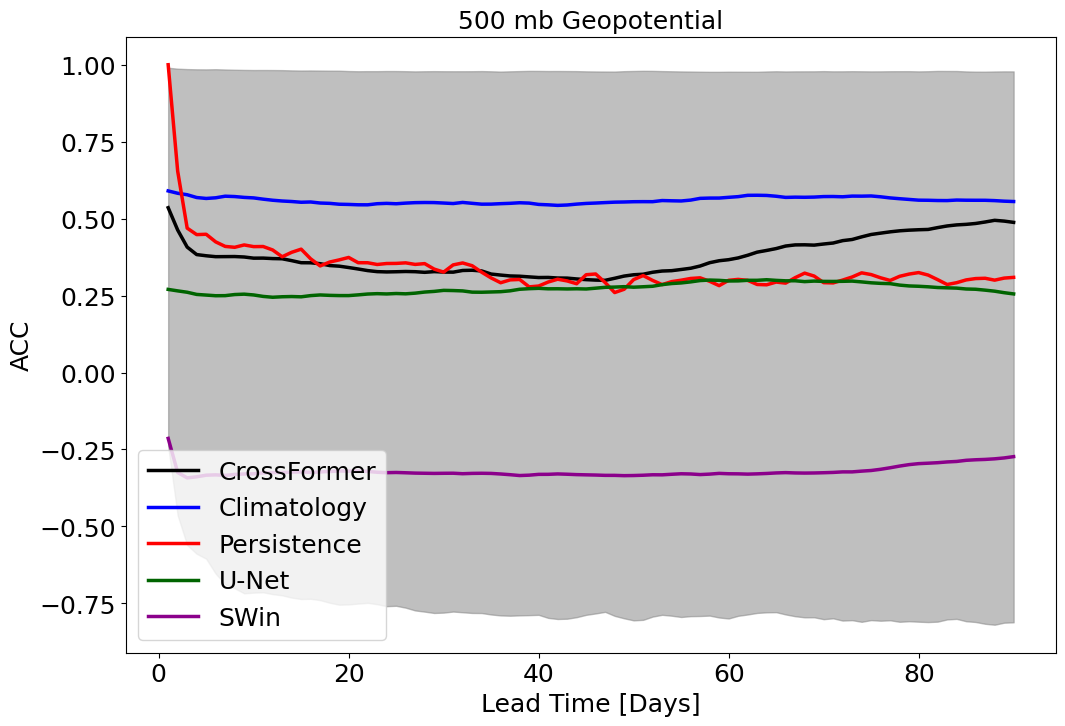 500 mb Geopotential
ACC
1.00
0.75
0.50
0.25
0.00
−0.25
−0.50
−0.75
CrossFormer
Climatology
Persistence
U-Net
SWin
0 20 40 60 80
Lead Time [Days]